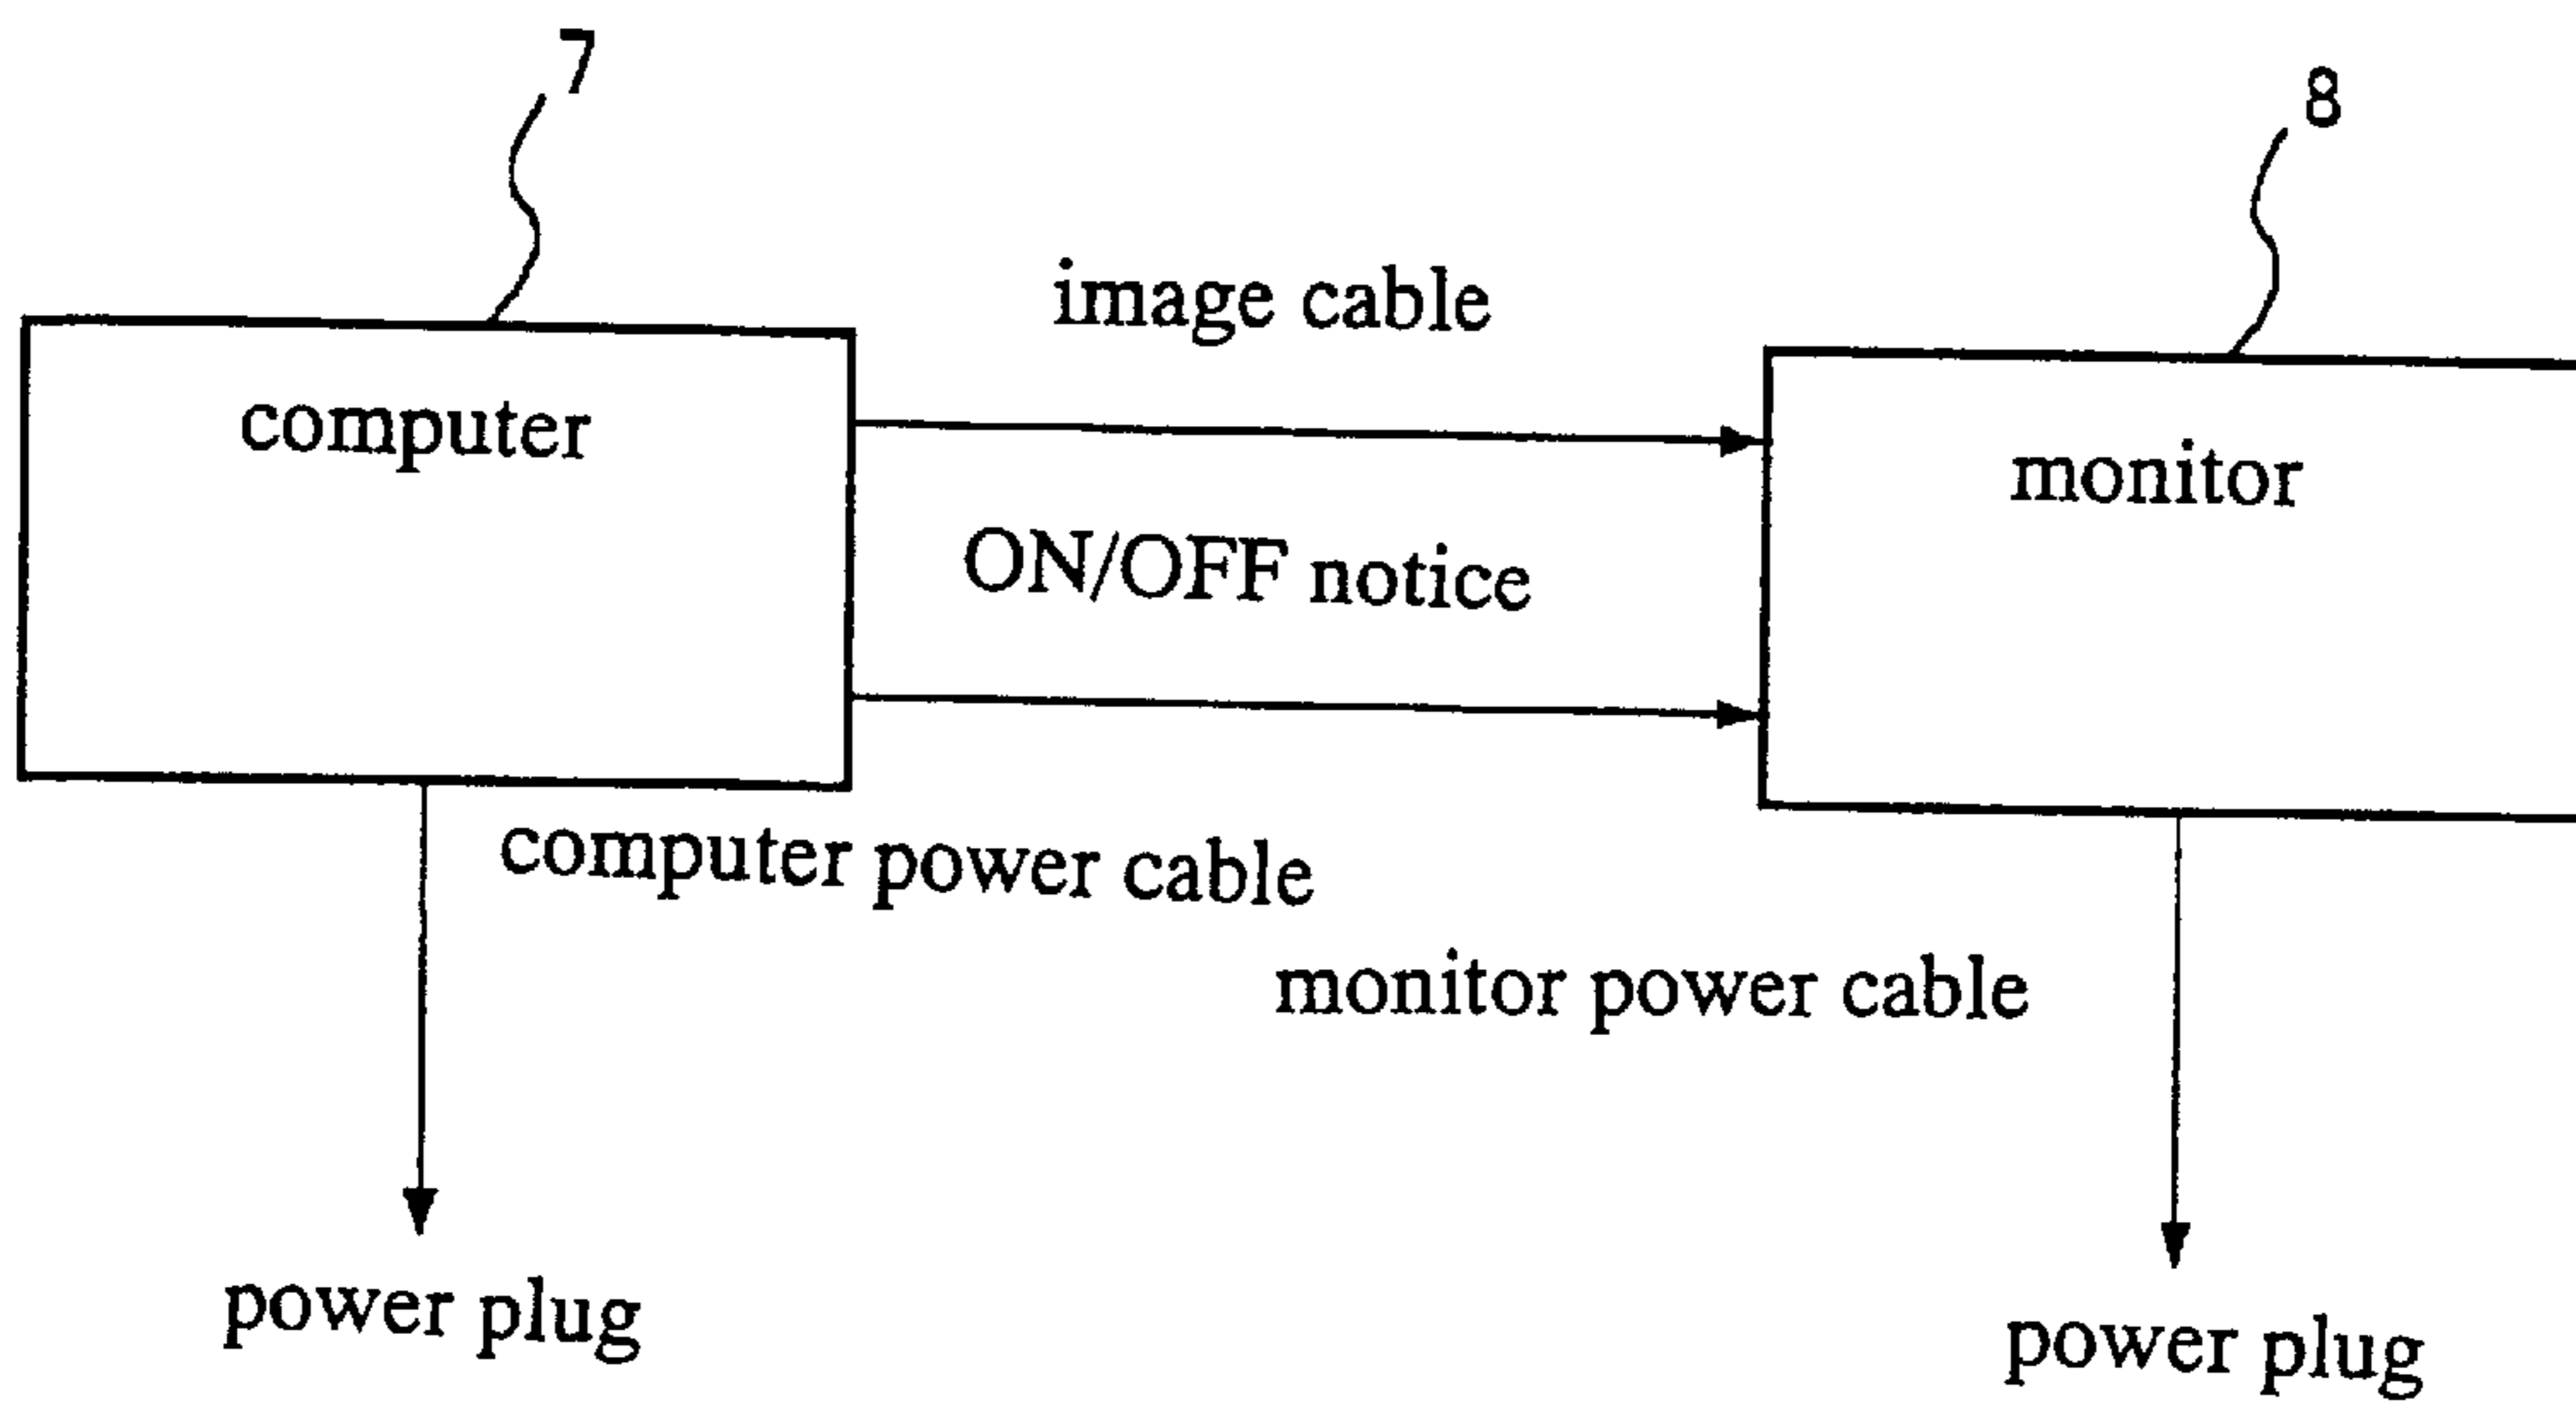 7
8
image cable
computer
monitor
ON/OFF notice
computer power cable
monitor power cable
power plug
power plug